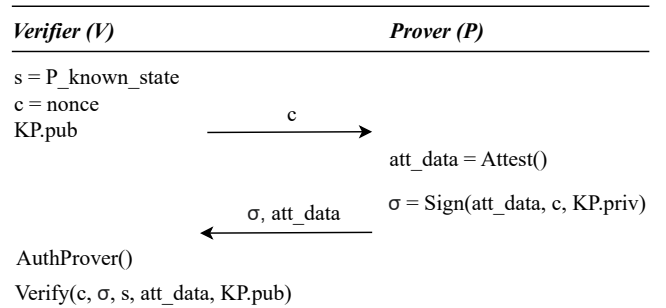 Verifier (V) Prover (P)
s = P_known_state
c = nonce
KP.pub
c
att_data = Attest()
σ = Sign(att_data, c, KP.priv)
σ, att_data
AuthProver()
Verify(c, σ, s, att_data, KP.pub)